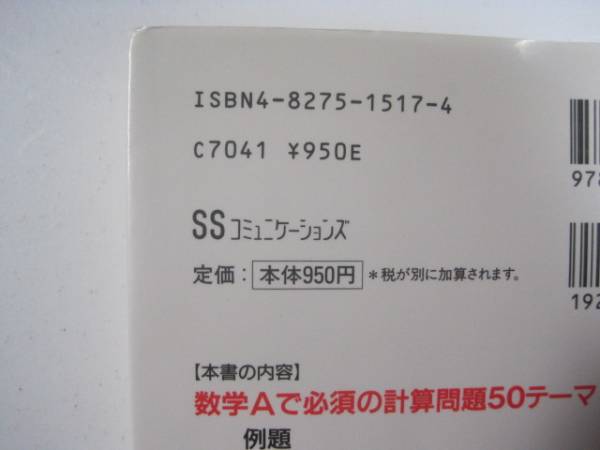 ISBN4-8275-1517-4
C7041 ¥950E
978
SSコミュニケーションズ
定価：本体950円 *税が別に加算されます。
192
【本書の内容】
数学Aで必須の計算問題50テーマ
例題